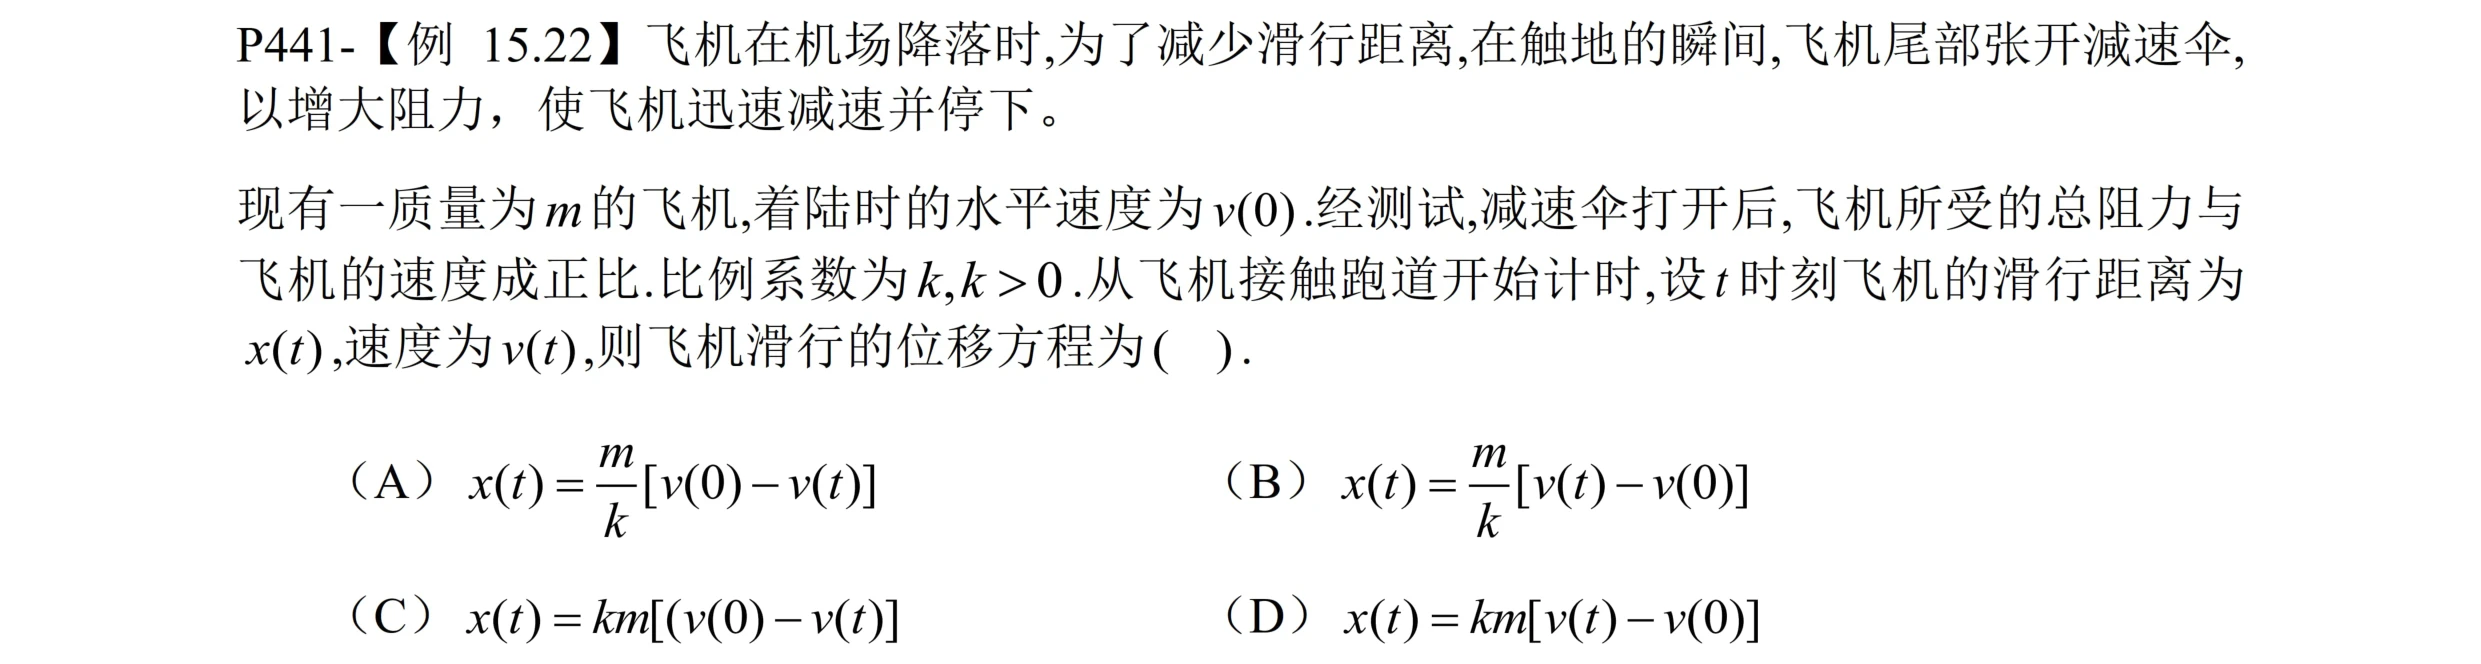 P441-【例 15.22】飞机在机场降落时,为了减少滑行距离,在触地的瞬间,飞机尾部张开減速伞,
以增大阻力，使飞机迅速减速并停下。
现有一质量为m的飞机,着陆时的水平速度为v(0).经测试,减速伞打开后,飞机所受的总阻力与
飞机的速度成正比.比例系数为k,k>0.从飞机接触跑道开始计时,设t时刻飞机的滑行距离为
x(t),速度为v(t),则飞机滑行的位移方程为( ).
（A）x(t)=\frac{m}{k}[v(0)−v(t)] （B）x(t)=\frac{m}{k}[v(t)−v(0)]
（C）x(t)=km[(v(0)−v(t)] （D）x(t)=km[v(t)−v(0)]